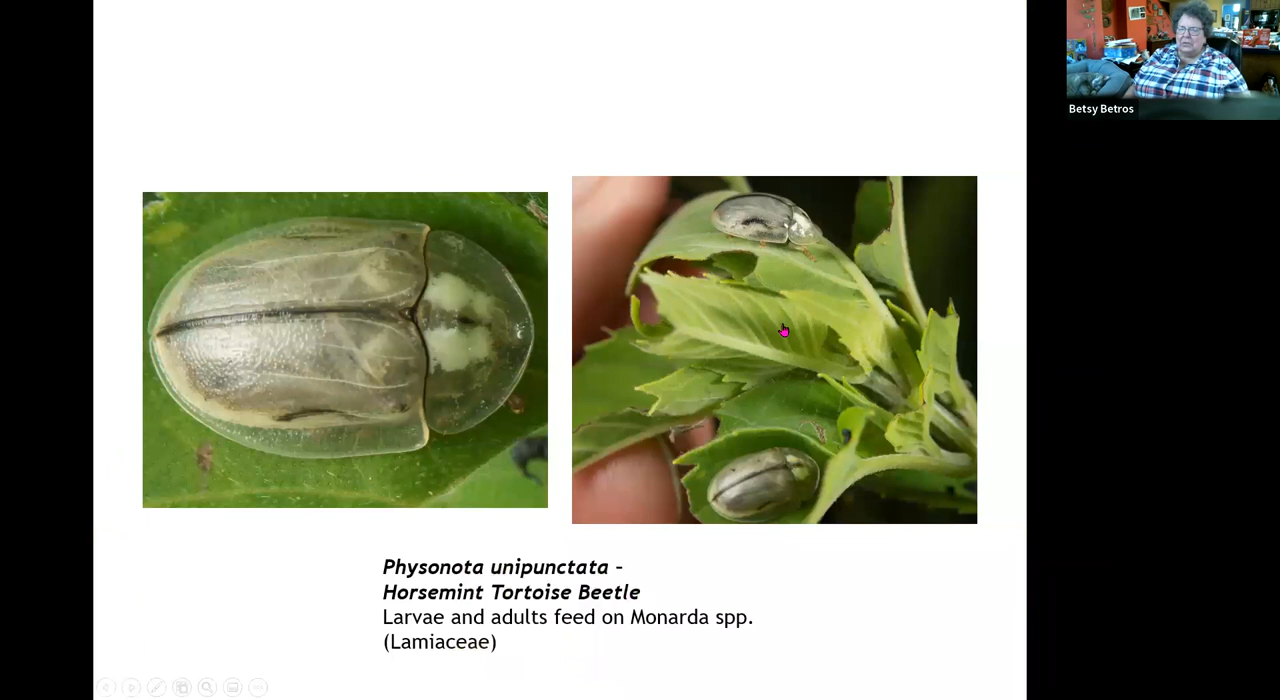 Betsy Betros
Physonota unipunctata –
Horsemint Tortoise Beetle
Larvae and adults feed on Monarda spp.
(Lamiaceae)